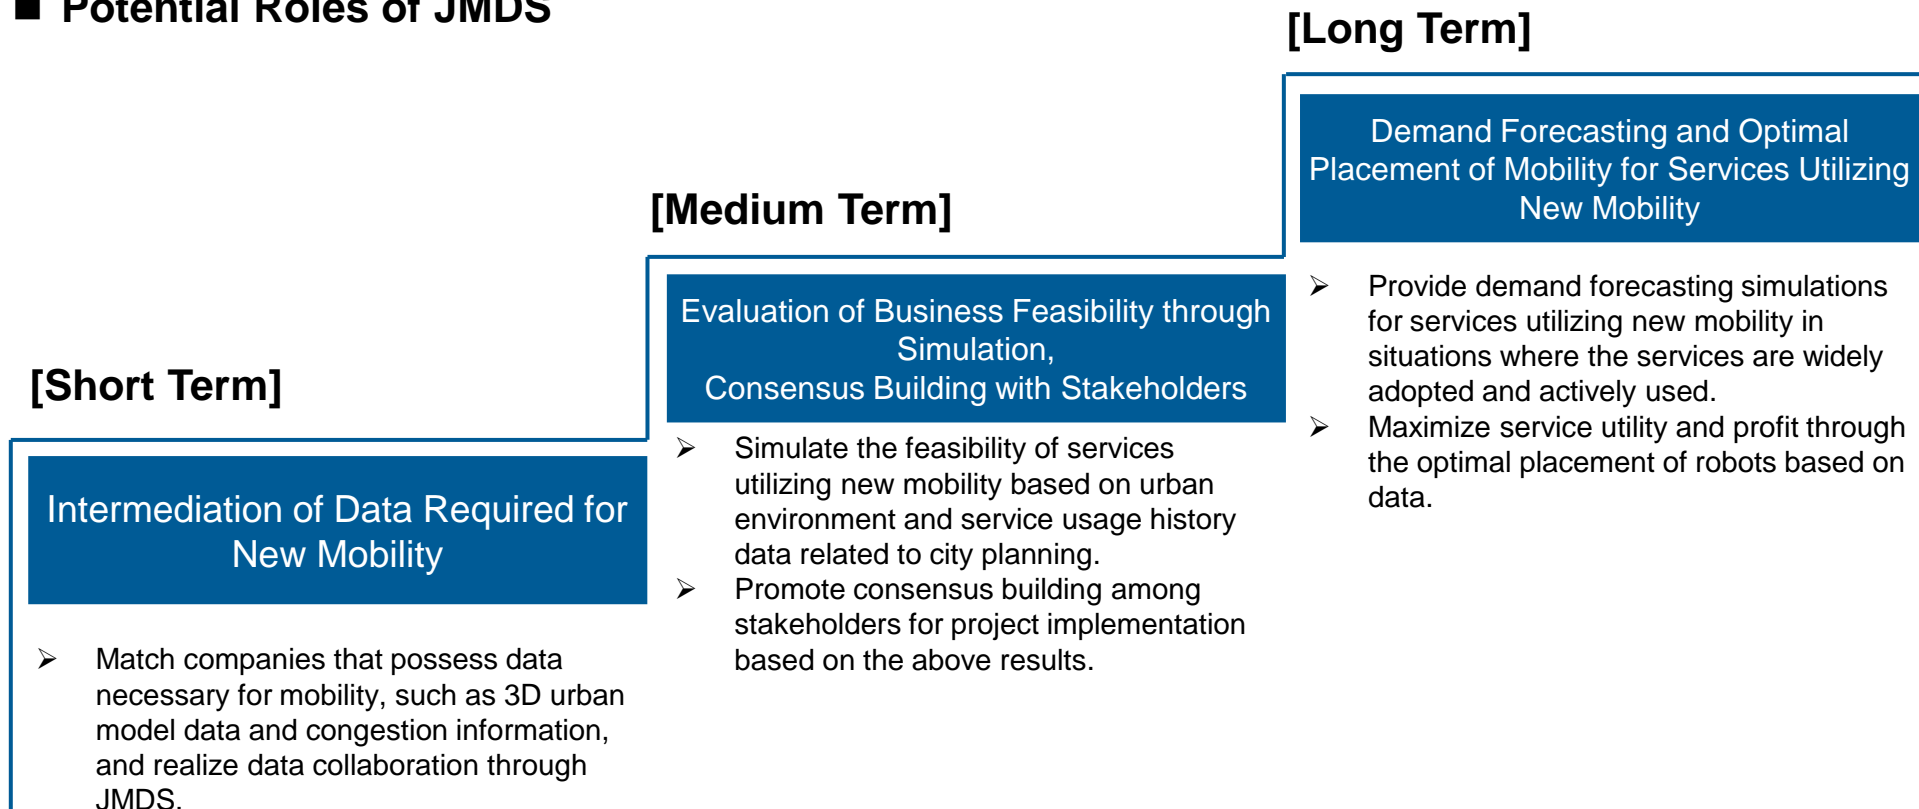 ■ Potential Roles of JMDS
[Short Term]
Intermediation of Data Required for
New Mobility
➢ Match companies that possess data
necessary for mobility, such as 3D urban
model data and congestion information,
and realize data collaboration through
JMDS.
[Medium Term]
Evaluation of Business Feasibility through
Simulation,
Consensus Building with Stakeholders
➢ Simulate the feasibility of services
utilizing new mobility based on urban
environment and service usage history
data related to city planning.
➢ Promote consensus building among
stakeholders for project implementation
based on the above results.
[Long Term]
Demand Forecasting and Optimal
Placement of Mobility for Services Utilizing
New Mobility
➢ Provide demand forecasting simulations
for services utilizing new mobility in
situations where the services are widely
adopted and actively used.
➢ Maximize service utility and profit through
the optimal placement of robots based on
data.